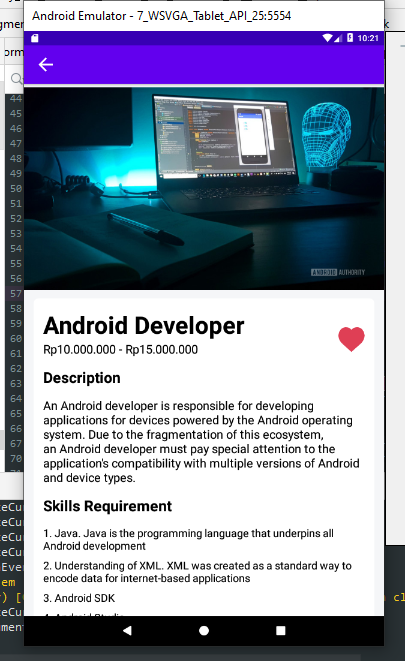 Android Emulator - 7_WSVGA_Tablet_API_25:5554
10:21
44
45
46
47
48
49
50
51
52
53
54
55
56
57
58
59
60
61
62
63
64
65
66
67
68
69
70
71
ANDROID AUTHORITY
Android Developer
Rp10.000.000 - Rp15.000.000
Description
An Android developer is responsible for developing
applications for devices powered by the Android operating
system. Due to the fragmentation of this ecosystem,
an Android developer must pay special attention to the
application's compatibility with multiple versions of Android
and device types.
Skills Requirement
1. Java. Java is the programming language that underpins all
Android development
2. Understanding of XML. XML was created as a standard way to
encode data for internet-based applications
3. Android SDK
4. Android Studio